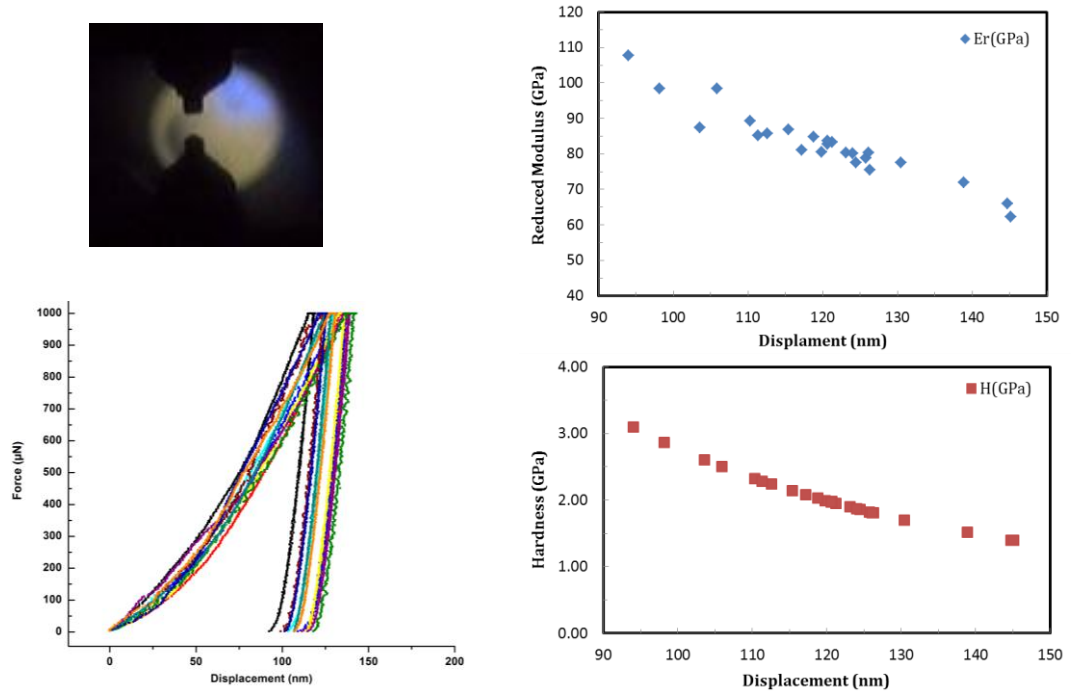 120
110
100
90
80
70
60
50
40
Reduced Modulus (GPa)
Er(GPa)
90 100 110 120 130 140 150
Displament (nm)
1000
900
800
700
600
500
400
300
200
100
0
Force (µN)
0 50 100 150 200
Displacement (nm)
4.00
3.00
2.00
1.00
0.00
Hardness (GPa)
H(GPa)
90 100 110 120 130 140 150
Displacement (nm)